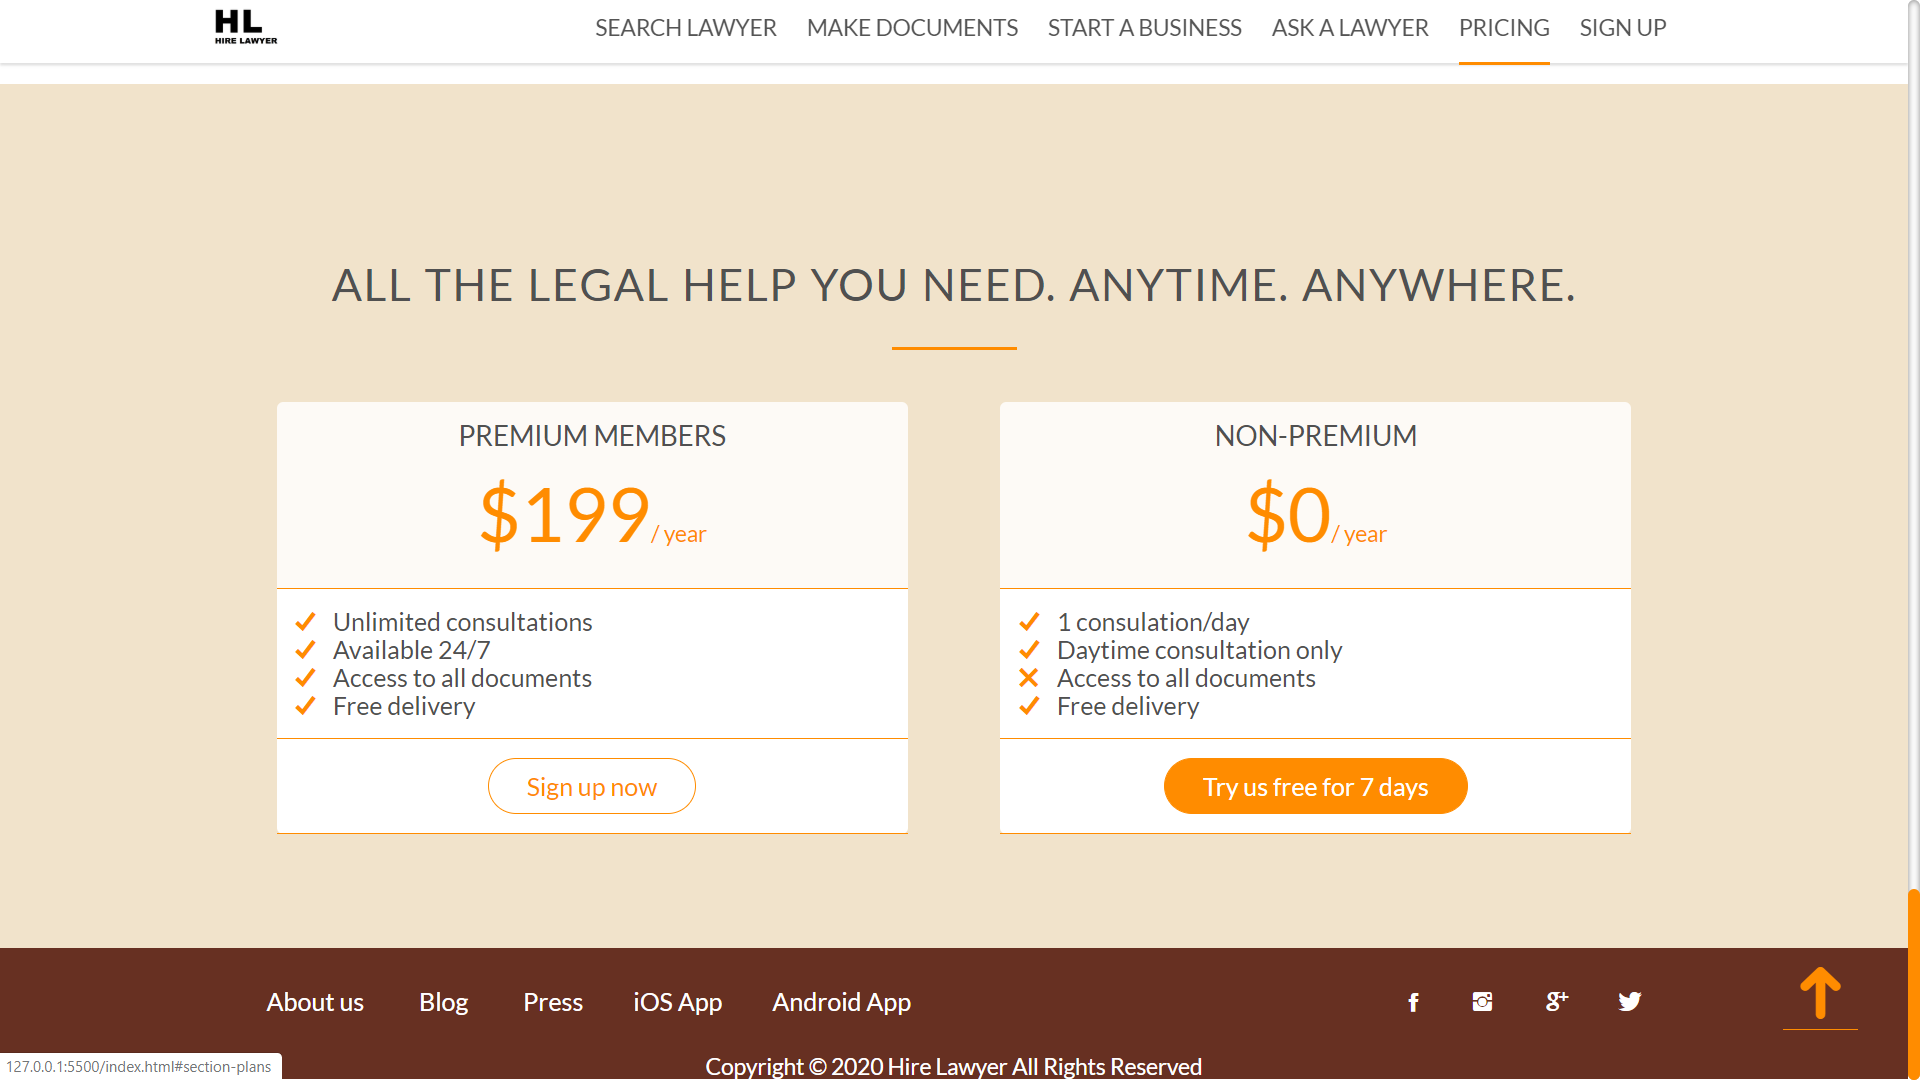 HL
HIRE LAWYER
SEARCH LAWYER MAKE DOCUMENTS START A BUSINESS ASK A LAWYER PRICING SIGN UP
ALL THE LEGAL HELP YOU NEED. ANYTIME. ANYWHERE.
PREMIUM MEMBERS
$199/ year
Unlimited consultations
Available 24/7
Access to all documents
Free delivery
Sign up now
NON-PREMIUM
$0/ year
1 consulation/day
Daytime consultation only
Access to all documents
Free delivery
Try us free for 7 days
About us Blog Press iOS App Android App
Copyright © 2020 Hire Lawyer All Rights Reserved
127.0.0.1:5500/index.html#section-plans